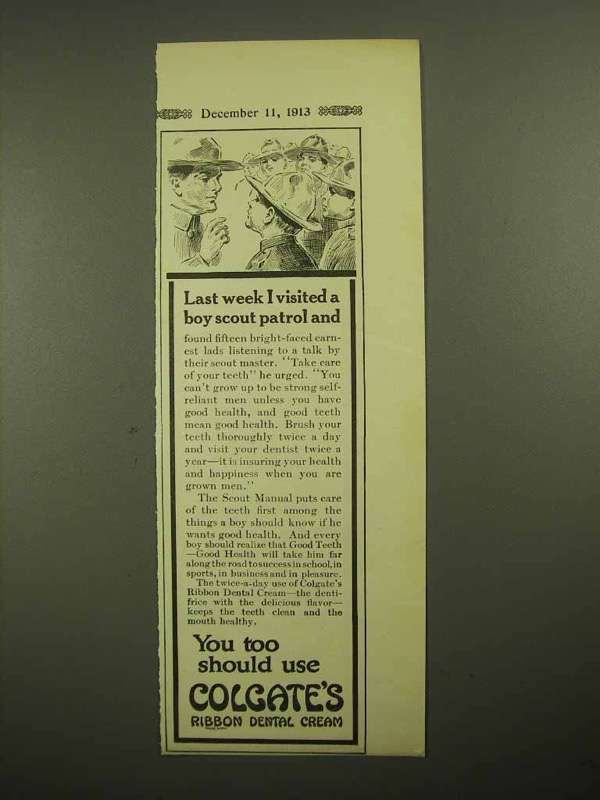 December 11, 1913
Last week I visited a
boy scout patrol and
found fifteen bright-faced earn-
est lads listening to a talk by
their scout master. "Take care
of your teeth" he urged. "You
can't grow up to be strong self-
reliant men unless you have
good health, and good teeth
mean good health. Brush your
teeth thoroughly twice a day
and visit your dentist twice a
year—it is insuring your health
and happiness when you are
grown men."
The Scout Manual puts care
of the teeth first among the
things a boy should know if he
wants good health. And every
boy should realize that Good Teeth
—Good Health will take him far
along the road to success in school, in
sports, in business and in pleasure.
The twice-a-day use of Colgate's
Ribbon Dental Cream—the denti-
frice with the delicious flavor—
keeps the teeth clean and the
mouth healthy.
You too
should use
COLGATE'S
RIBBON DENTAL CREAM